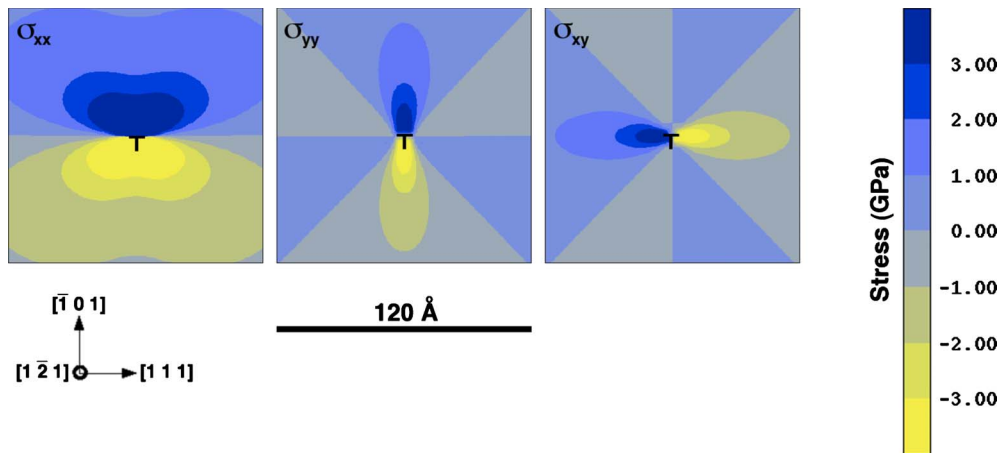 σxx
σyy
σxy
T
T
T
3.00
2.00
1.00
0.00
-1.00
-2.00
-3.00
Stress (GPa)
[1̅ 0 1]
[1 2̅ 1]
[1 1 1]
120 Å